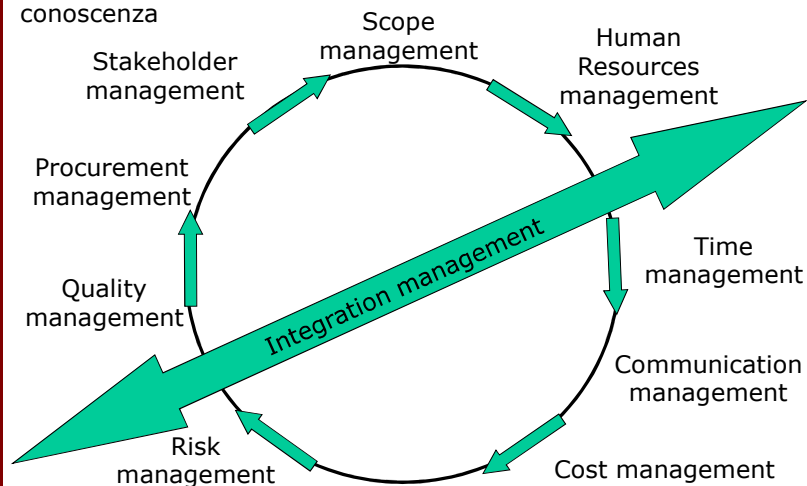 conoscenza
Scope
management
Human
Resources
management
Stakeholder
management
Procurement
management
Time
management
Integration management
Quality
management
Communication
management
Risk
management
Cost management